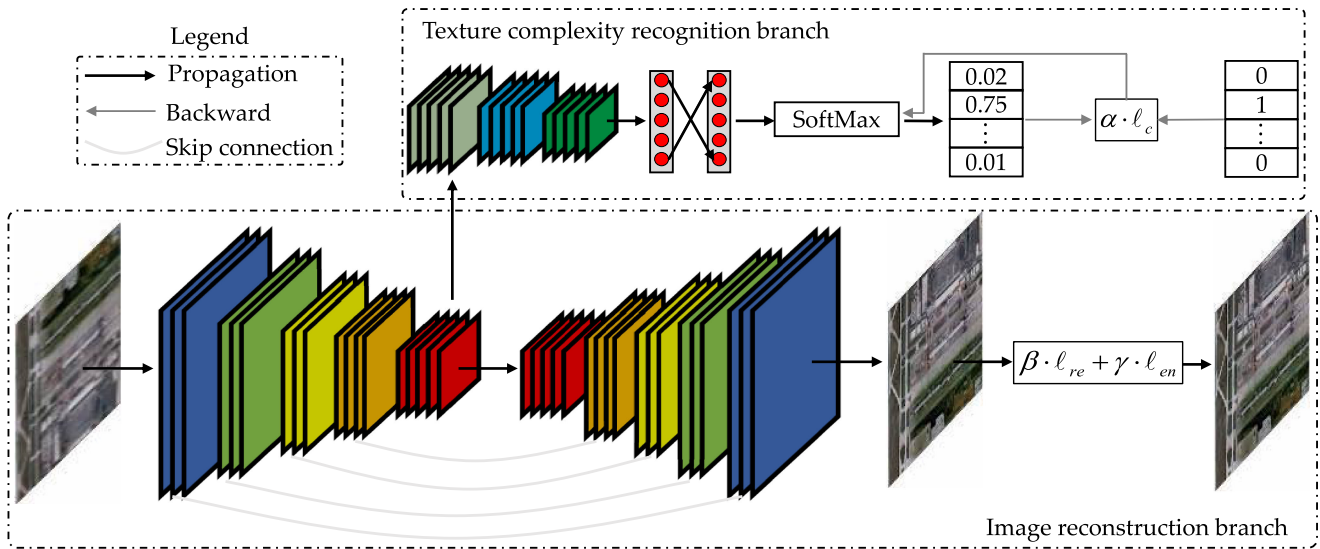 Legend
Propagation
Backward
Skip connection
Texture complexity recognition branch
SoftMax
0.02
0.75
⋮
0.01
α·ℓc
0
1
⋮
0
β·ℓre + γ·ℓen
Image reconstruction branch